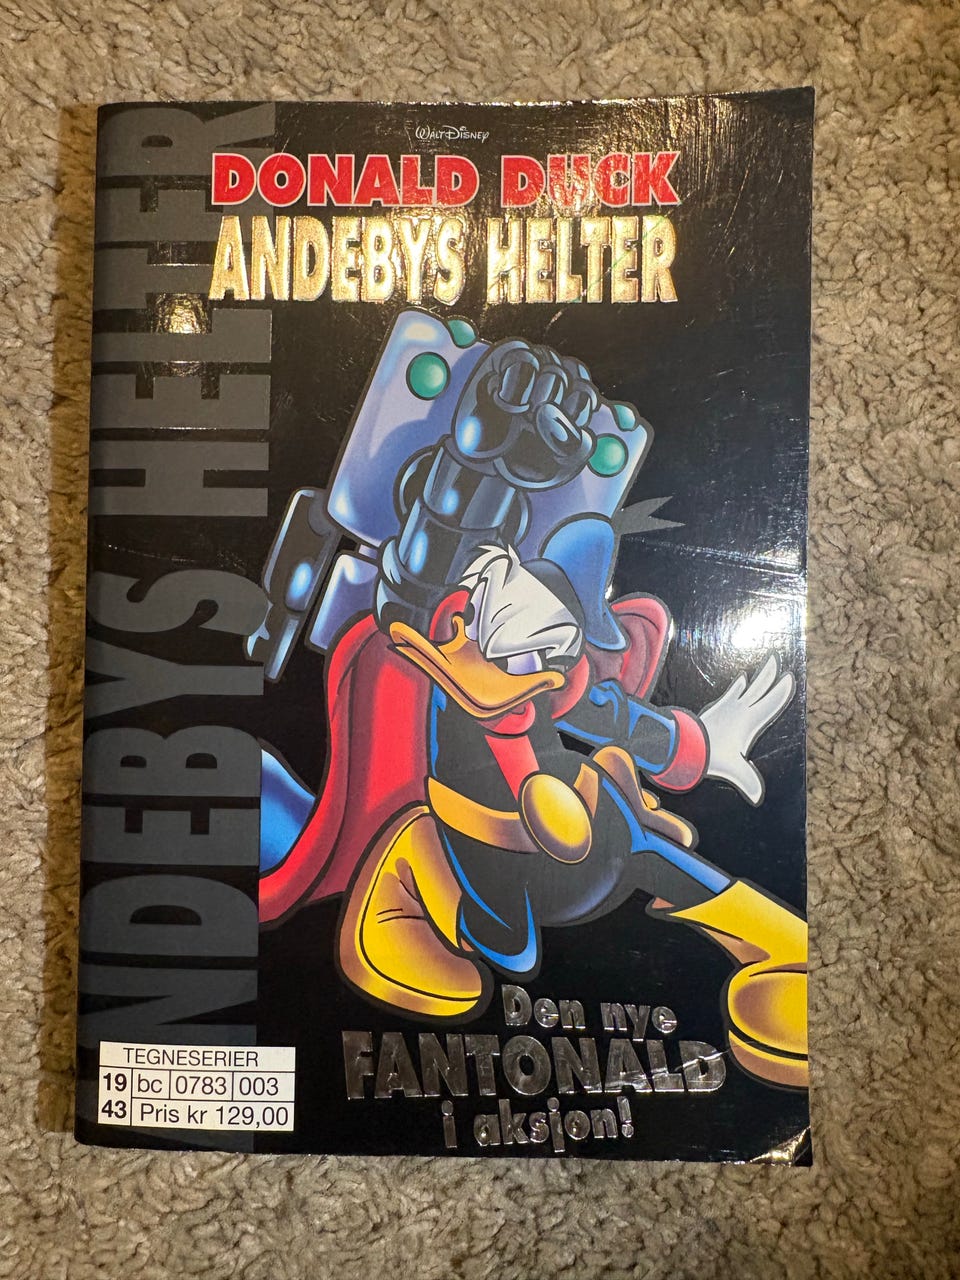 WALT DISNEY
DONALD DUCK
ANDEBYS HELTER
ANDEBYS HELTER
Den nye
FANTONALD
i aksjon!
TEGNESERIER
19 bc 0783 003
43 Pris kr 129,00